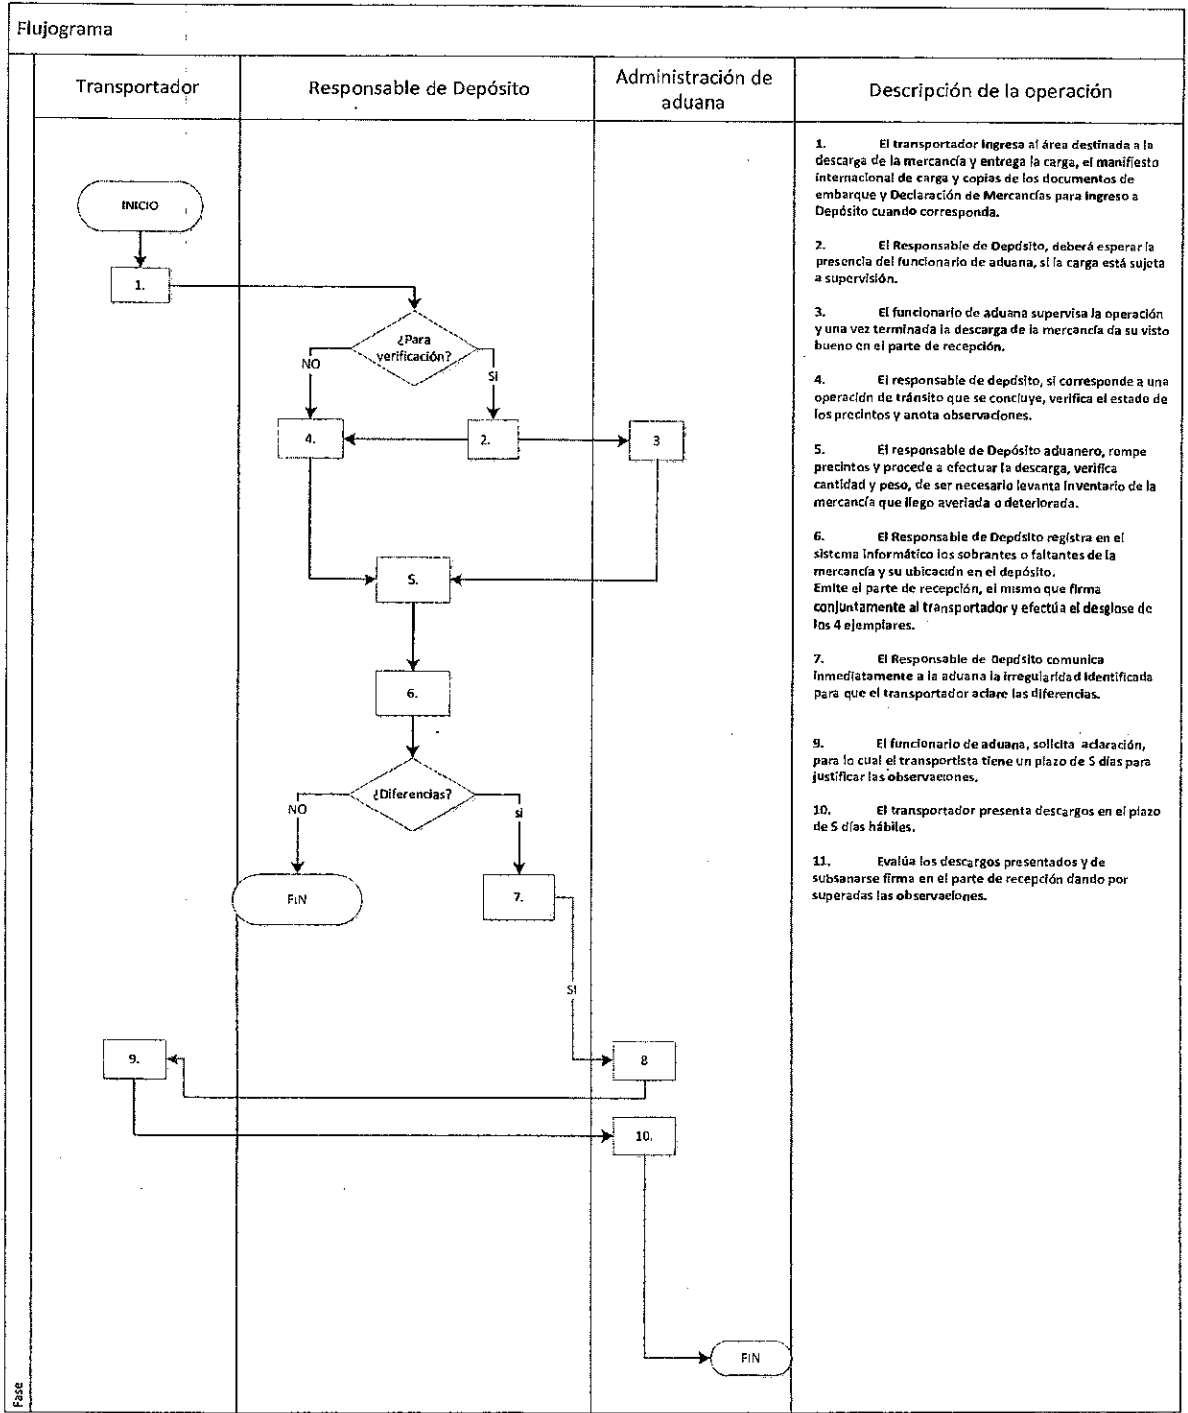 Flujograma
Transportador
Responsable de Depósito
Administración de
aduana
Descripción de la operación
INICIO
1.
¿Para
verificación?
NO
SI
4.
2.
3
5.
6.
¿Diferencias?
NO
si
FIN
7.
SI
9.
8
10.
FIN
Fase
1. El transportador ingresa al área destinada a la
descarga de la mercancía y entrega la carga, el manifiesto
internacional de carga y copias de los documentos de
embarque y Declaración de Mercancías para ingreso a
Depósito cuando corresponda.
2. El Responsable de Depósito, deberá esperar la
presencia del funcionario de aduana, si la carga está sujeta
a supervisión.
3. El funcionario de aduana supervisa la operación
y una vez terminada la descarga de la mercancía da su visto
bueno en el parte de recepción.
4. El responsable de depósito, si corresponde a una
operación de tránsito que se concluye, verifica el estado de
los precintos y anota observaciones.
5. El responsable de Depósito aduanero, rompe
precintos y procede a efectuar la descarga, verifica
cantidad y peso, de ser necesario levanta inventario de la
mercancía que llego averiada o deteriorada.
6. El Responsable de Depósito registra en el
sistema informático los sobrantes o faltantes de la
mercancía y su ubicación en el depósito.
Emite el parte de recepción, el mismo que firma
conjuntamente al transportador y efectúa el desglose de
los 4 ejemplares.
7. El Responsable de Depósito comunica
inmediatamente a la aduana la irregularidad identificada
para que el transportador aclare las diferencias.
9. El funcionario de aduana, solicita aclaración,
para lo cual el transportista tiene un plazo de 5 días para
justificar las observaciones.
10. El transportador presenta descargos en el plazo
de 5 días hábiles.
11. Evalúa los descargos presentados y de
subsanarse firma en el parte de recepción dando por
superadas las observaciones.